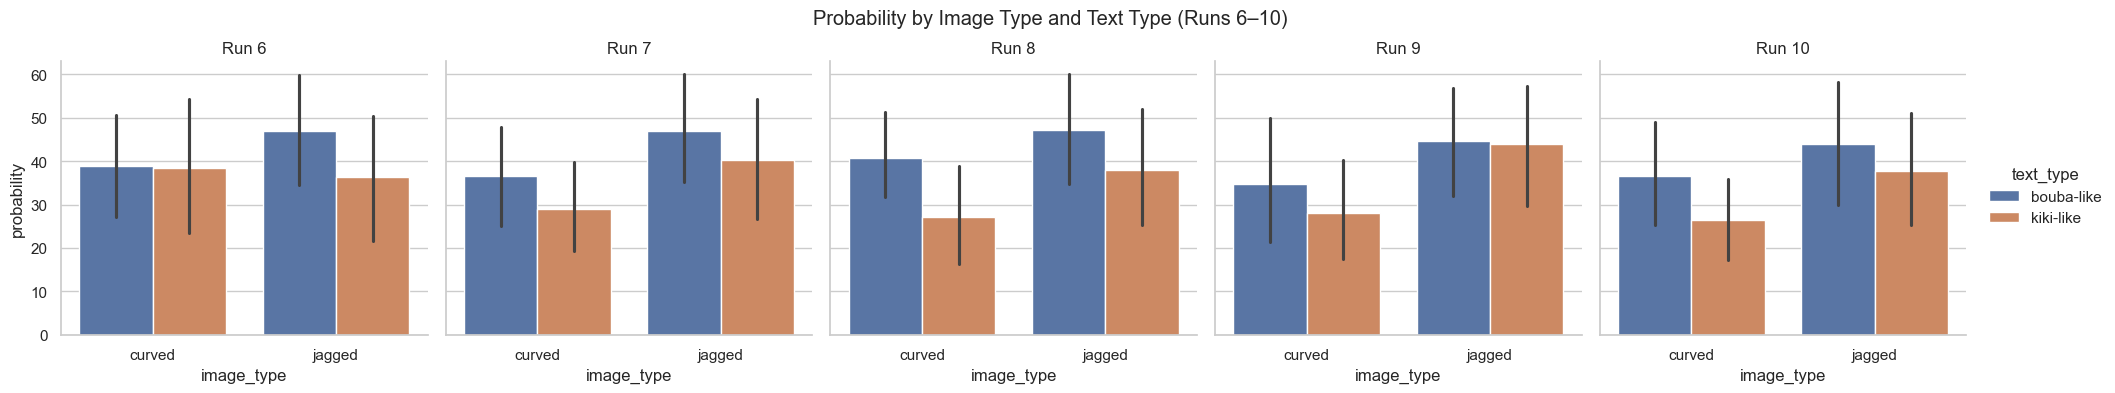 Probability by Image Type and Text Type (Runs 6–10)
Run 6 Run 7 Run 8 Run 9 Run 10
probability
60
50
40
30
20
10
0
curved jagged curved jagged curved jagged curved jagged curved jagged
image_type image_type image_type image_type image_type
text_type
bouba-like
kiki-like